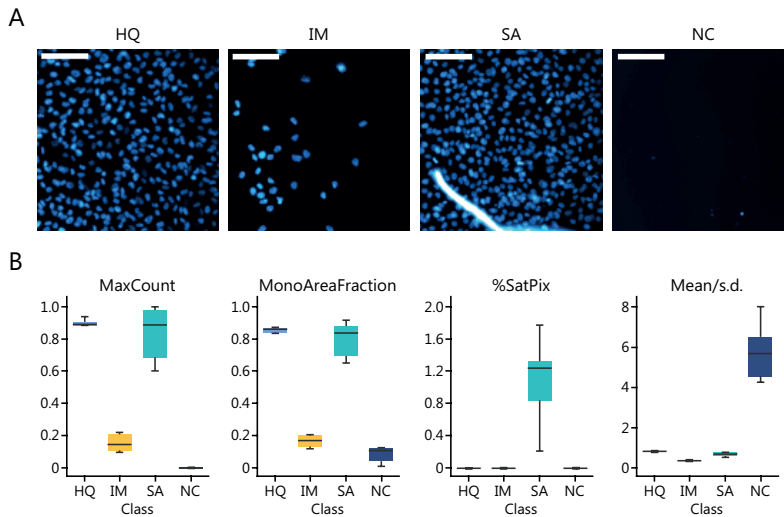 A
HQ IM SA NC
B
MaxCount MonoAreaFraction %SatPix Mean/s.d.
1.0 1.0 2.0 8
0.8 0.8 1.6
0.6 0.6 1.2 6
0.4 0.4 0.8 4
0.2 0.2 0.4 2
0 0 0 0
HQ IM SA NC HQ IM SA NC HQ IM SA NC HQ IM SA NC
Class Class Class Class